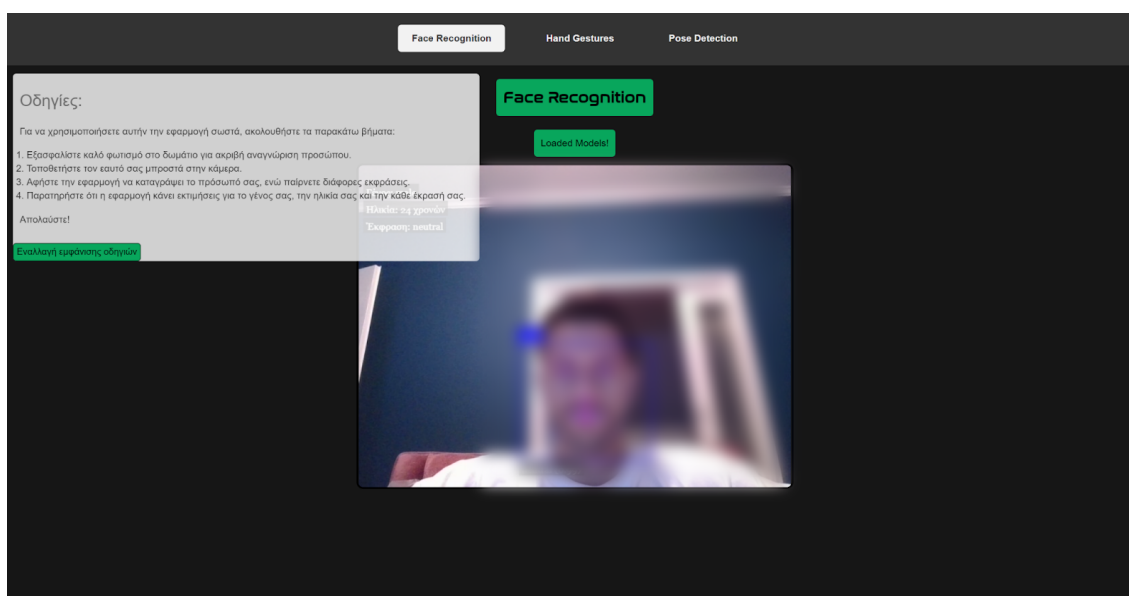 Face Recognition
Hand Gestures
Pose Detection
Οδηγίες:
Για να χρησιμοποιήσετε αυτήν την εφαρμογή σωστά, ακολουθήστε τα παρακάτω βήματα:
1. Εξασφαλίστε καλό φωτισμό στο δωμάτιο για ακριβή αναγνώριση προσώπου.
2. Τοποθετήστε τον εαυτό σας μπροστά στην κάμερα.
3. Αφήστε την εφαρμογή να καταγράψει το πρόσωπό σας, ενώ παίρνετε διάφορες εκφράσεις.
4. Παρατηρήστε ότι η εφαρμογή κάνει εκτιμήσεις για το γένος σας, την ηλικία σας και την κάθε έκρασή σας.
Απολαύστε!
Εναλλαγή εμφάνισης οδηγιών
Face Recognition
Loaded Models!
Ηλικία: 24 χρονών
Έκφραση: neutral